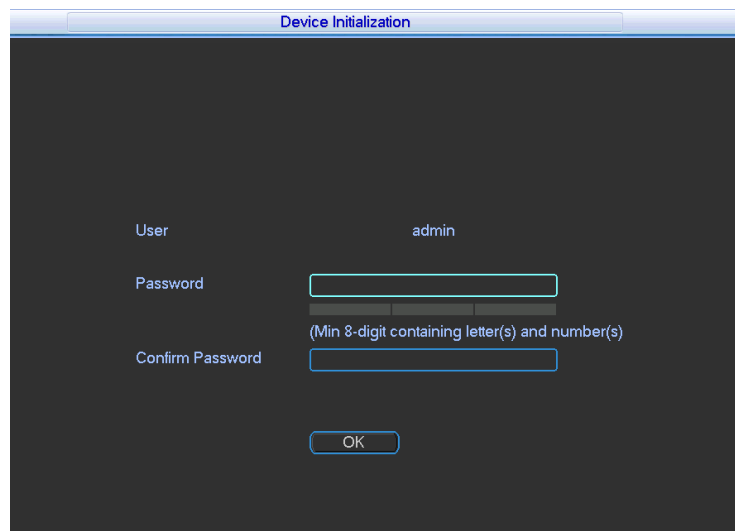 Device Initialization
User admin
Password
(Min 8-digit containing letter(s) and number(s)
Confirm Password
OK